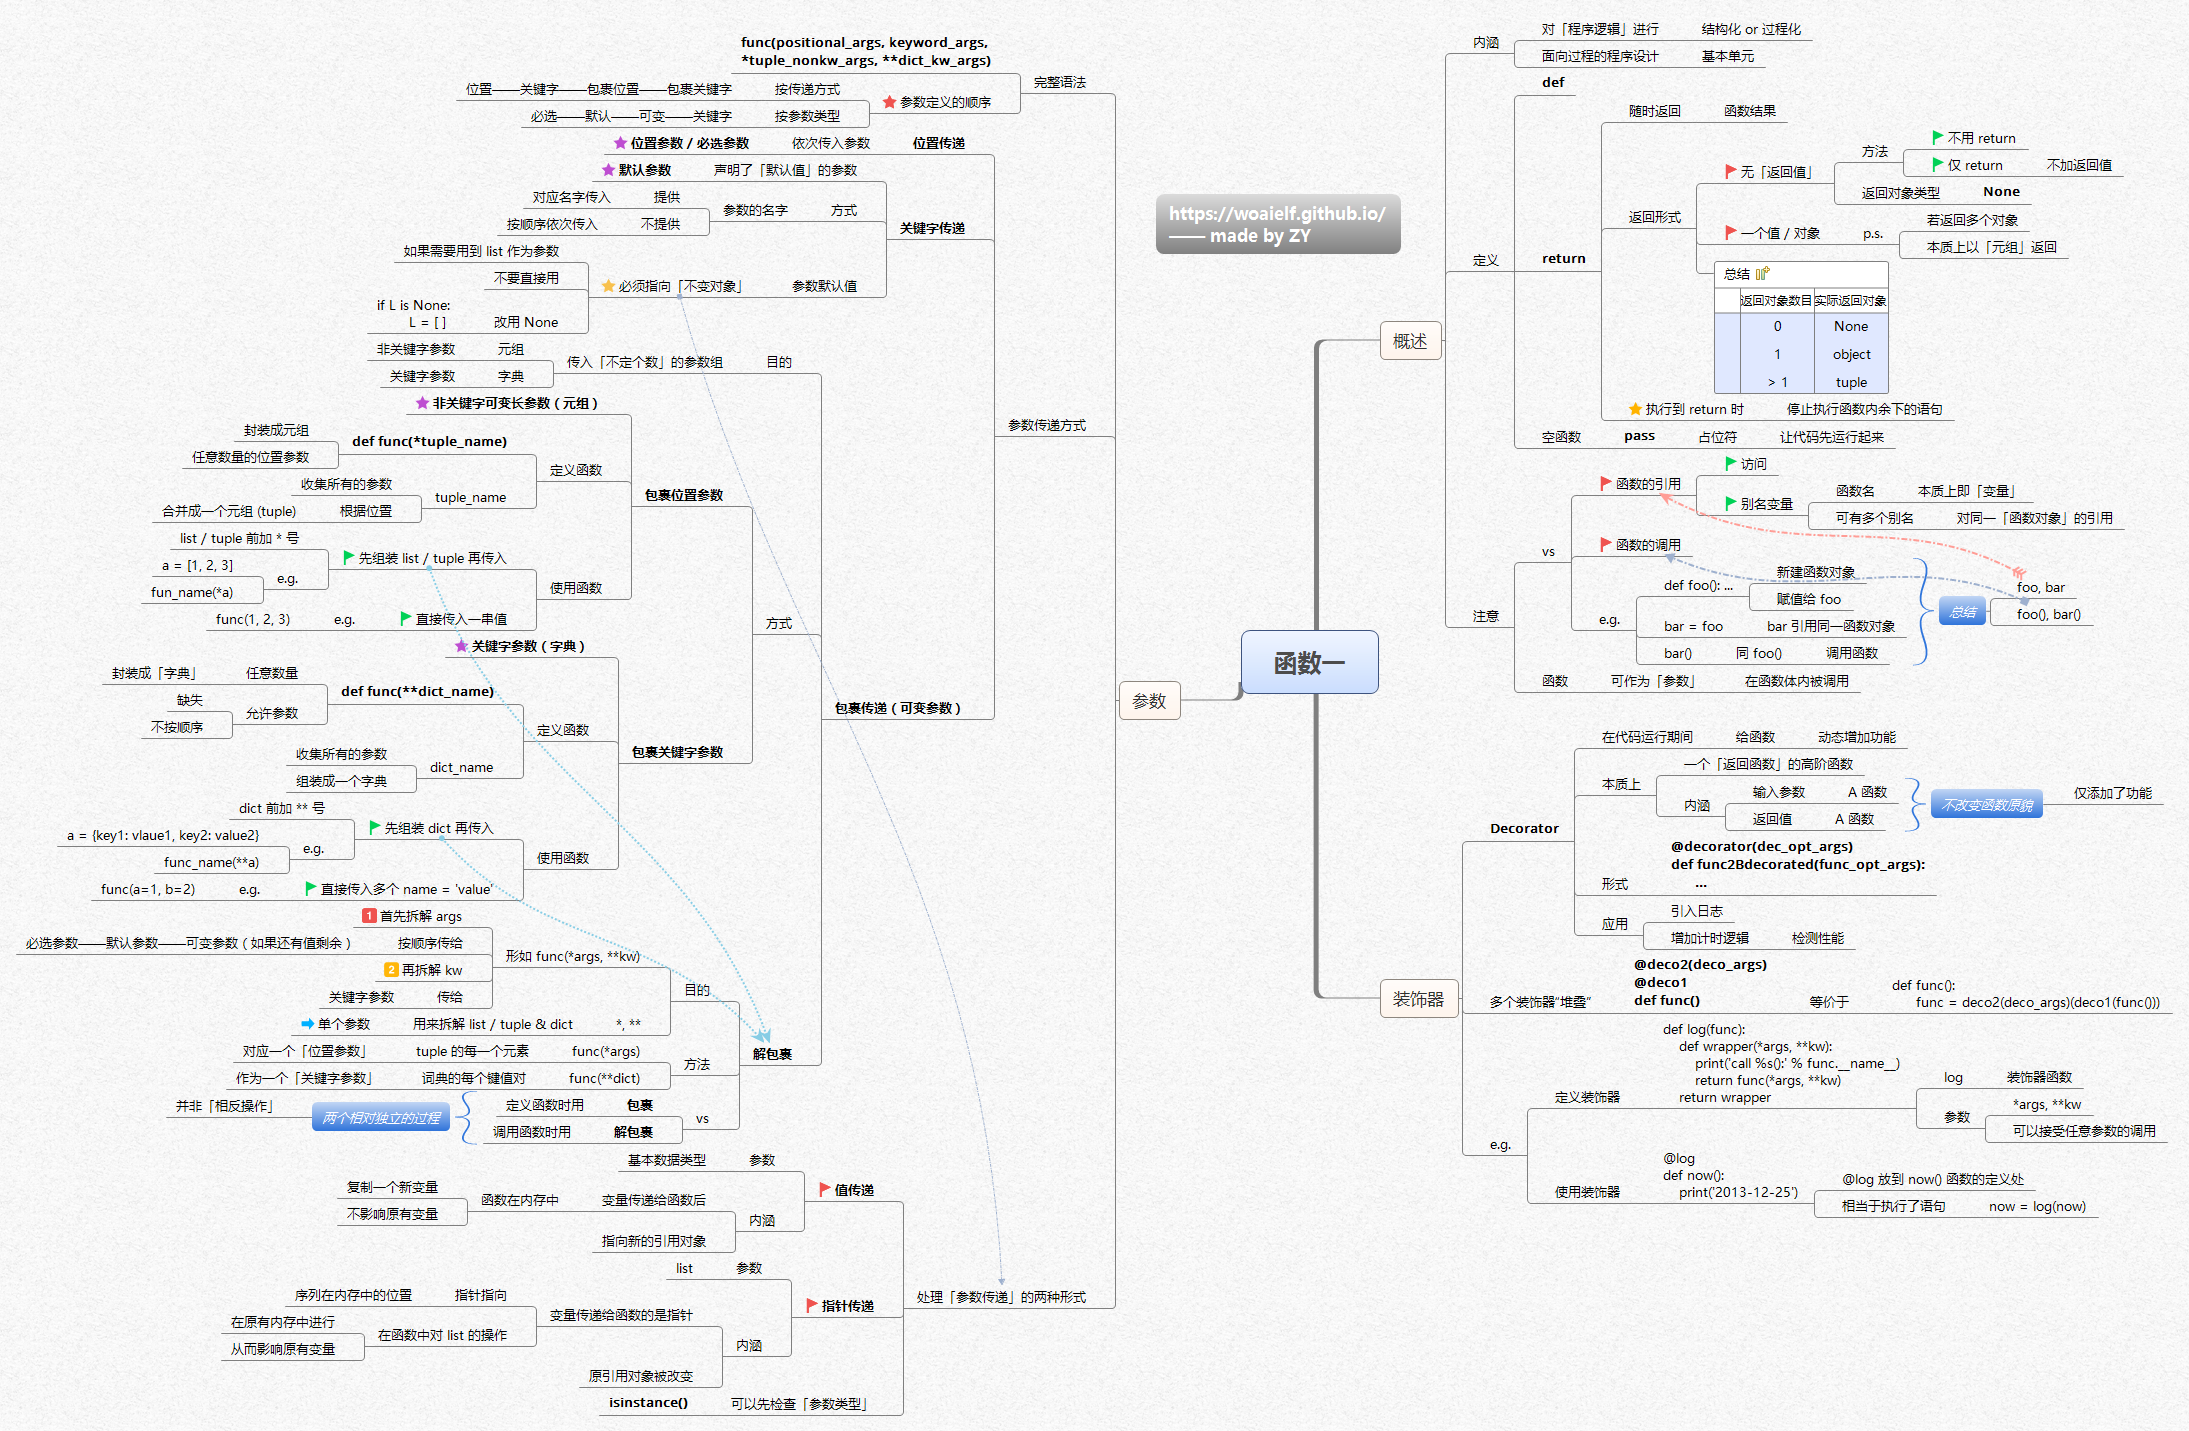 函数一
https://woaielf.github.io/
—— made by ZY
概述
内涵
对「程序逻辑」进行
结构化 or 过程化
面向过程的程序设计
基本单元
定义
def
return
随时返回
函数结果
返回形式
无「返回值」
方法
不用 return
仅 return
不加返回值
返回对象类型
None
一个值 / 对象
p.s.
若返回多个对象
本质上以「元组」返回
总结
返回对象数目
实际返回对象
0
None
1
object
> 1
tuple
执行到 return 时
停止执行函数内余下的语句
空函数
pass
占位符
让代码先运行起来
注意
vs
函数的引用
访问
别名变量
函数名
本质上即「变量」
可有多个别名
对同一「函数对象」的引用
函数的调用
e.g.
def foo(): ...
新建函数对象
赋值给 foo
bar = foo
bar 引用同一函数对象
bar()
同 foo()
调用函数
总结
foo, bar
foo(), bar()
函数
可作为「参数」
在函数体内被调用
装饰器
Decorator
在代码运行期间
给函数
动态增加功能
本质上
一个「返回函数」的高阶函数
内涵
输入参数
A 函数
返回值
A 函数
不改变函数原貌
仅添加了功能
形式
@decorator(dec_opt_args)
def func2Bdecorated(func_opt_args):
...
应用
引入日志
增加计时逻辑
检测性能
多个装饰器“堆叠”
@deco2(deco_args)
@deco1
def func()
等价于
def func():
func = deco2(deco_args)(deco1(func()))
e.g.
定义装饰器
def log(func):
def wrapper(*args, **kw):
print('call %s():' % func.__name__)
return func(*args, **kw)
return wrapper
log
装饰器函数
参数
*args, **kw
可以接受任意参数的调用
使用装饰器
@log
def now():
print('2013-12-25')
@log 放到 now() 函数的定义处
相当于执行了语句
now = log(now)
参数
完整语法
func(positional_args, keyword_args,
*tuple_nonkw_args, **dict_kw_args)
参数定义的顺序
按传递方式
位置——关键字——包裹位置——包裹关键字
按参数类型
必选——默认——可变——关键字
参数传递方式
位置传递
依次传入参数
位置参数 / 必选参数
关键字传递
声明了「默认值」的参数
默认参数
方式
参数的名字
提供
对应名字传入
不提供
按顺序依次传入
参数默认值
必须指向「不变对象」
如果需要用到 list 作为参数
不要直接用
改用 None
if L is None:
L = [ ]
包裹传递（可变参数）
目的
传入「不定个数」的参数组
元组
非关键字参数
字典
关键字参数
方式
包裹位置参数
非关键字可变长参数（元组）
定义函数
def func(*tuple_name)
封装成元组
任意数量的位置参数
tuple_name
收集所有的参数
根据位置
合并成一个元组 (tuple)
使用函数
先组装 list / tuple 再传入
list / tuple 前加 * 号
e.g.
a = [1, 2, 3]
fun_name(*a)
直接传入一串值
e.g.
func(1, 2, 3)
包裹关键字参数
关键字参数（字典）
定义函数
def func(**dict_name)
任意数量
封装成「字典」
允许参数
缺失
不按顺序
dict_name
收集所有的参数
组装成一个字典
使用函数
先组装 dict 再传入
dict 前加 ** 号
e.g.
a = {key1: vlaue1, key2: value2}
func_name(**a)
直接传入多个 name = 'value'
e.g.
func(a=1, b=2)
解包裹
目的
形如 func(*args, **kw)
1 首先拆解 args
按顺序传给
必选参数——默认参数——可变参数（如果还有值剩余）
2 再拆解 kw
传给
关键字参数
*, **
用来拆解 list / tuple & dict
单个参数
方法
func(*args)
tuple 的每一个元素
对应一个「位置参数」
func(**dict)
词典的每个键值对
作为一个「关键字参数」
vs
包裹
定义函数时用
解包裹
调用函数时用
两个相对独立的过程
并非「相反操作」
处理「参数传递」的两种形式
值传递
参数
基本数据类型
内涵
变量传递给函数后
函数在内存中
复制一个新变量
不影响原有变量
指向新的引用对象
指针传递
参数
list
内涵
变量传递给函数的是指针
指针指向
序列在内存中的位置
在函数中对 list 的操作
在原有内存中进行
从而影响原有变量
原引用对象被改变
可以先检查「参数类型」
isinstance()